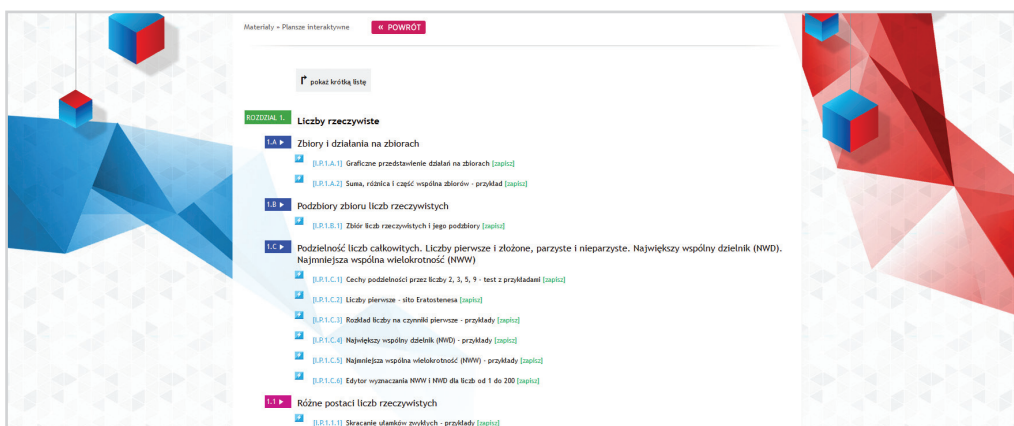 Materiały » Plansze interaktywne « POWRÓT
pokaż krótką listę
ROZDZIAŁ 1. Liczby rzeczywiste
1.A Zbiory i działania na zbiorach
[I.P.1.A.1] Graficzne przedstawienie działań na zbiorach [zapisz]
[I.P.1.A.2] Suma, różnica i część wspólna zbiorów - przykład [zapisz]
1.B Podzbiory zbioru liczb rzeczywistych
[I.P.1.B.1] Zbiór liczb rzeczywistych i jego podzbiory [zapisz]
1.C Podzielność liczb całkowitych. Liczby pierwsze i złożone, parzyste i nieparzyste. Największy wspólny dzielnik (NWD).
Najmniejsza wspólna wielokrotność (NWW)
[I.P.1.C.1] Cechy podzielności przez liczby 2, 3, 5, 9 - test z przykładami [zapisz]
[I.P.1.C.2] Liczby pierwsze - sito Eratostenesa [zapisz]
[I.P.1.C.3] Rozkład liczby na czynniki pierwsze - przykłady [zapisz]
[I.P.1.C.4] Największy wspólny dzielnik (NWD) - przykłady [zapisz]
[I.P.1.C.5] Najmniejsza wspólna wielokrotność (NWW) - przykłady [zapisz]
[I.P.1.C.6] Edytor wyznaczania NWW i NWD dla liczb od 1 do 200 [zapisz]
1.1 Różne postaci liczb rzeczywistych
[I.P.1.1.1] Skracanie ułamków zwykłych - przykłady [zapisz]